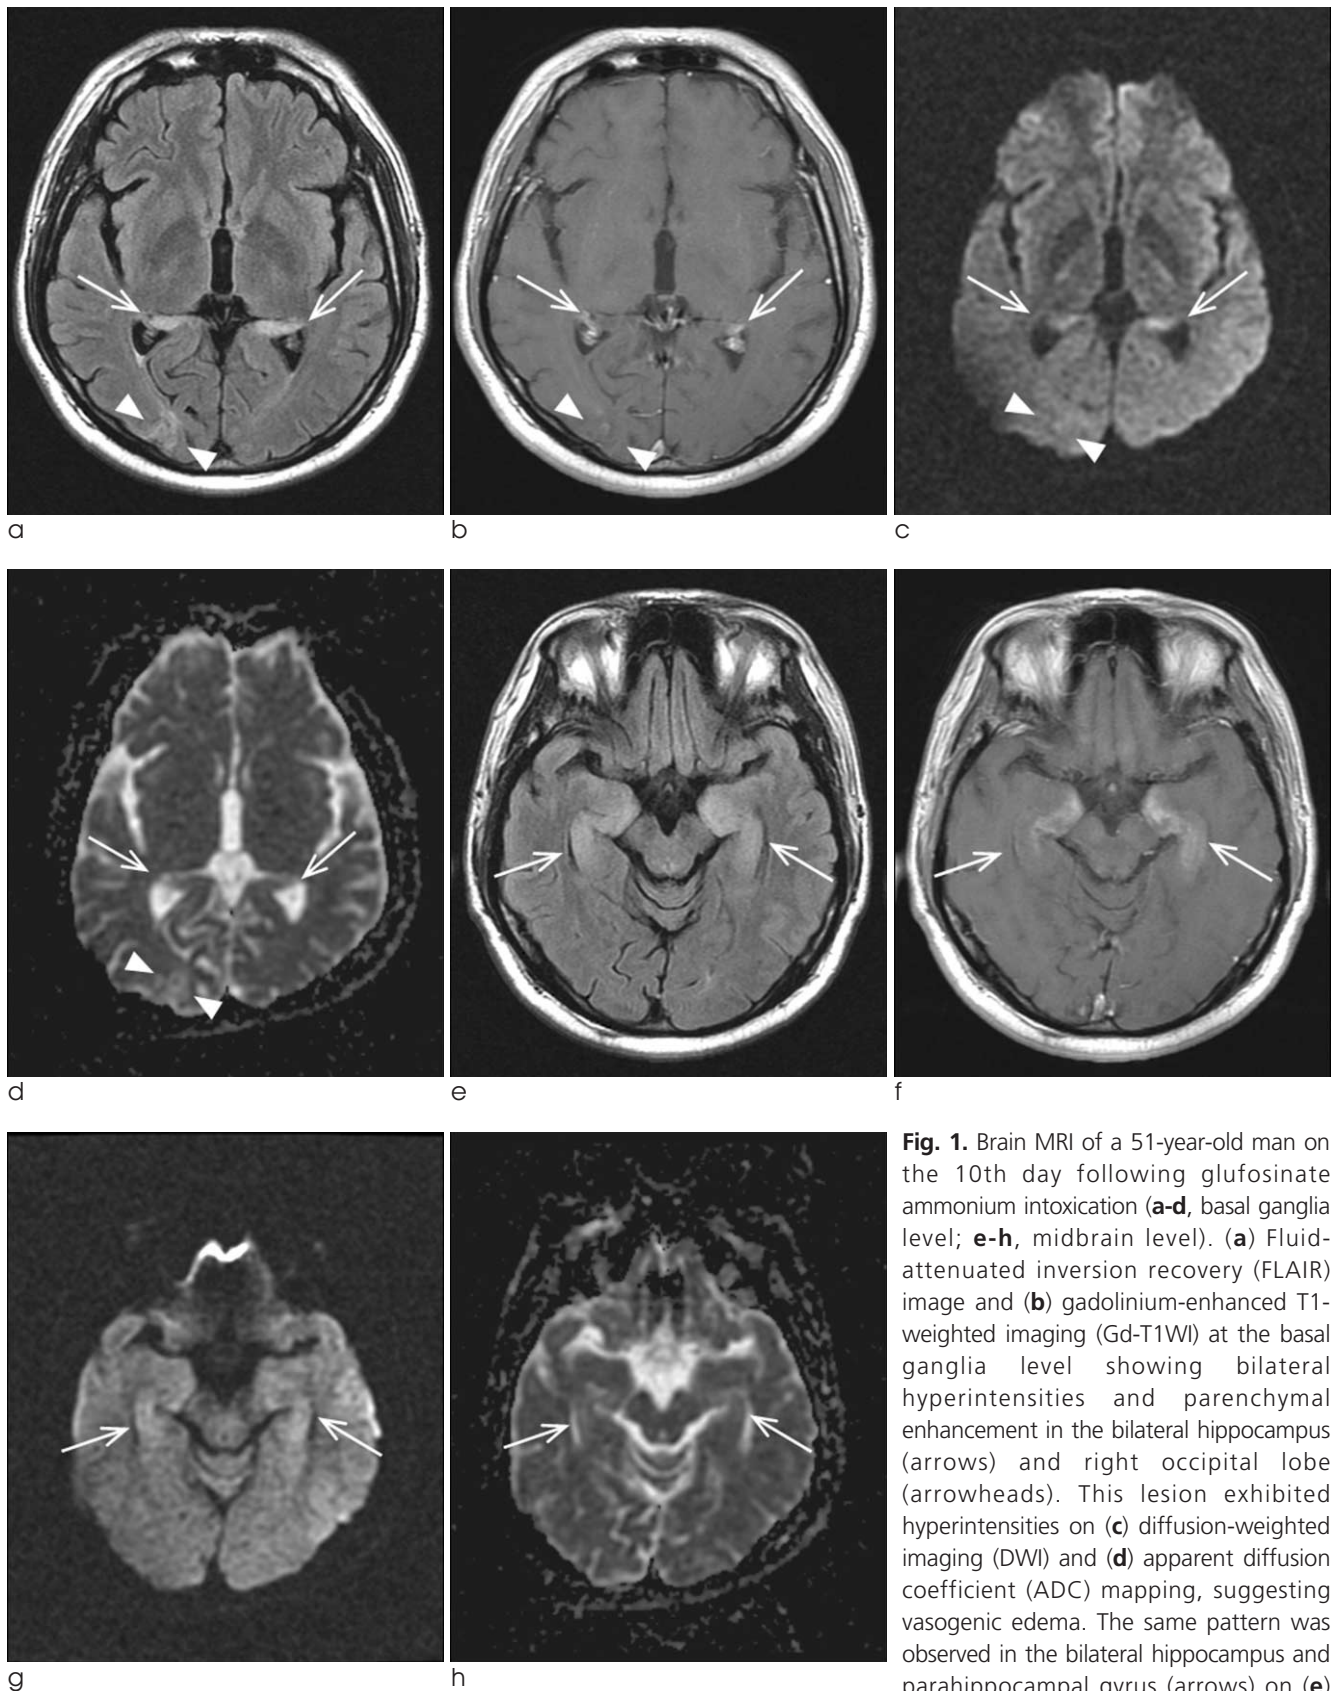 a
b
c
d
e
f
g
h
Fig. 1. Brain MRI of a 51-year-old man on
the 10th day following glufosinate
ammonium intoxication (a-d, basal ganglia
level; e-h, midbrain level). (a) Fluid-
attenuated inversion recovery (FLAIR)
image and (b) gadolinium-enhanced T1-
weighted imaging (Gd-T1WI) at the basal
ganglia level showing bilateral
hyperintensities and parenchymal
enhancement in the bilateral hippocampus
(arrows) and right occipital lobe
(arrowheads). This lesion exhibited
hyperintensities on (c) diffusion-weighted
imaging (DWI) and (d) apparent diffusion
coefficient (ADC) mapping, suggesting
vasogenic edema. The same pattern was
observed in the bilateral hippocampus and
parahippocampal gyrus (arrows) on (e)